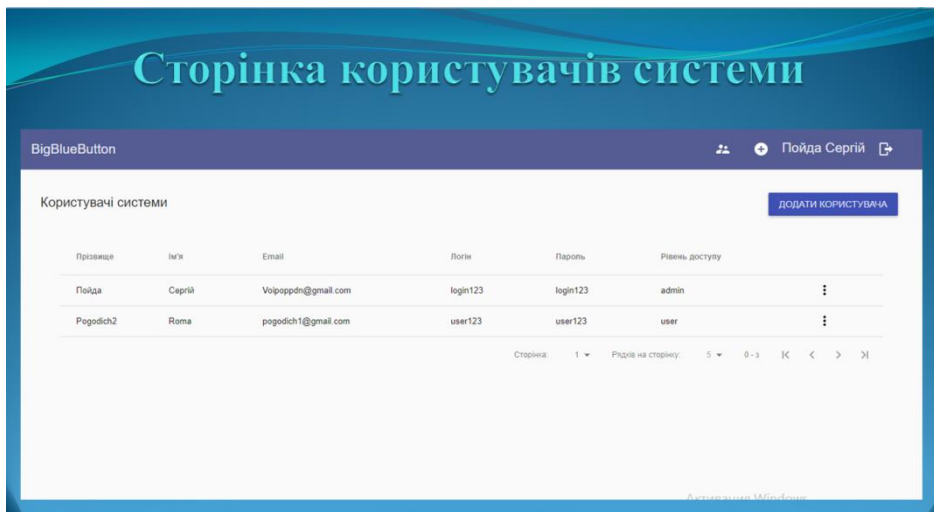 Сторінка користувачів системи
BigBlueButton Пойда Сергій
Користувачі системи ДОДАТИ КОРИСТУВАЧА
Прізвище Ім'я Email Логін Пароль Рівень доступу
Пойда Сергій Voipoppdn@gmail.com login123 login123 admin
Pogodich2 Roma pogodich1@gmail.com user123 user123 user
Сторінка: 1 Рядків на сторінку: 5 0 - з
Активация Windows